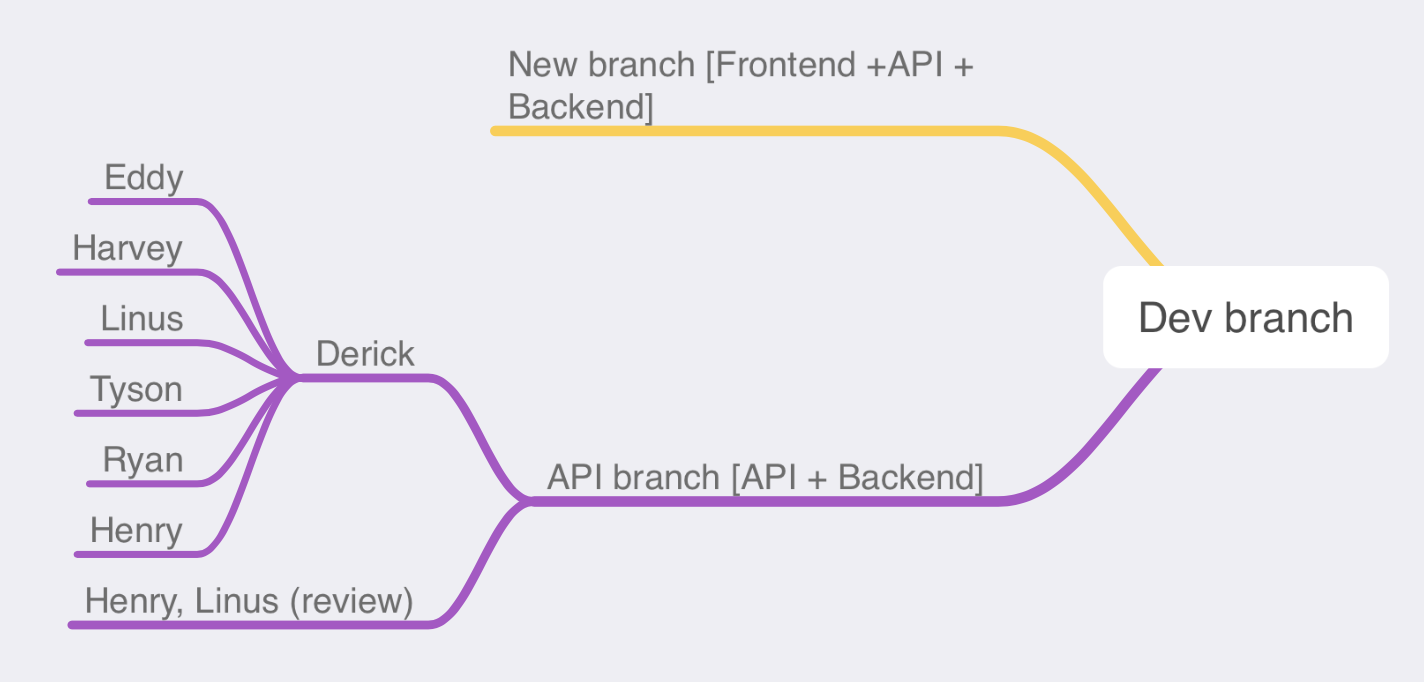 New branch [Frontend +API +
Backend]
Eddy
Harvey
Linus
Derick
Tyson
Ryan
Henry
Henry, Linus (review)
API branch [API + Backend]
Dev branch